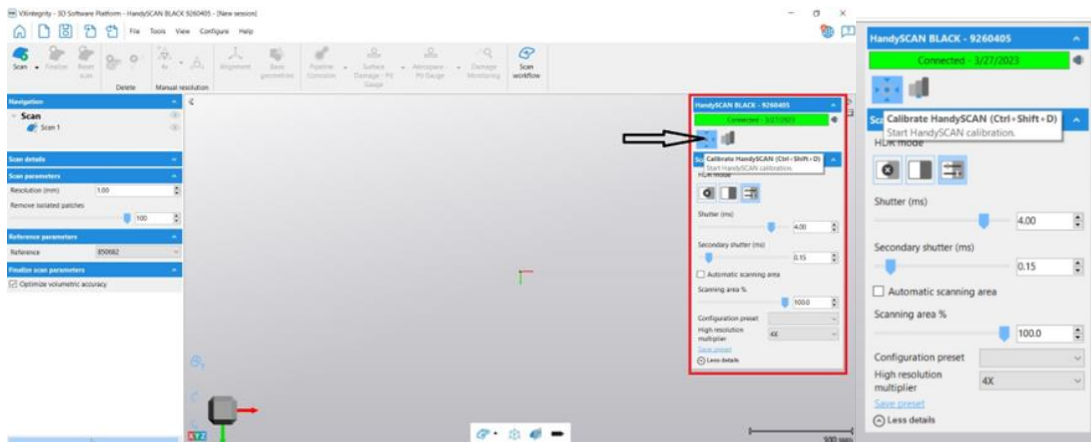 VXintegrity - 3D Software Platform - HandySCAN BLACK 9260405 - [New session]
File Tools View Configure Help
Scan Finalize Reset scan
Delete
Manual resolution
Alignment
Basic geometries
Pipeline Corrosion
Surface Damage - Pit Gauge
Aerospace - Pit Gauge
Damage Monitoring
Scan workflow
Navigation
Scan
Scan 1
Scan details
Scan parameters
Resolution (mm) 1.00
Remove isolated patches
100
Reference parameters
Reference 850682
Finalize scan parameters
Optimize volumetric accuracy
XYZ
HandySCAN BLACK - 9260405
Connected - 3/27/2023
Calibrate HandySCAN (Ctrl+Shift+D)
Start HandySCAN calibration.
HDR mode
Shutter (ms)
4.00
Secondary shutter (ms)
0.15
Automatic scanning area
Scanning area %
100.0
Configuration preset
High resolution multiplier 4X
Save preset
Less details
HandySCAN BLACK - 9260405
Connected - 3/27/2023
Calibrate HandySCAN (Ctrl+Shift+D)
Start HandySCAN calibration.
HDR mode
Shutter (ms)
4.00
Secondary shutter (ms)
0.15
Automatic scanning area
Scanning area %
100.0
Configuration preset
High resolution
multiplier
4X
Save preset
Less details